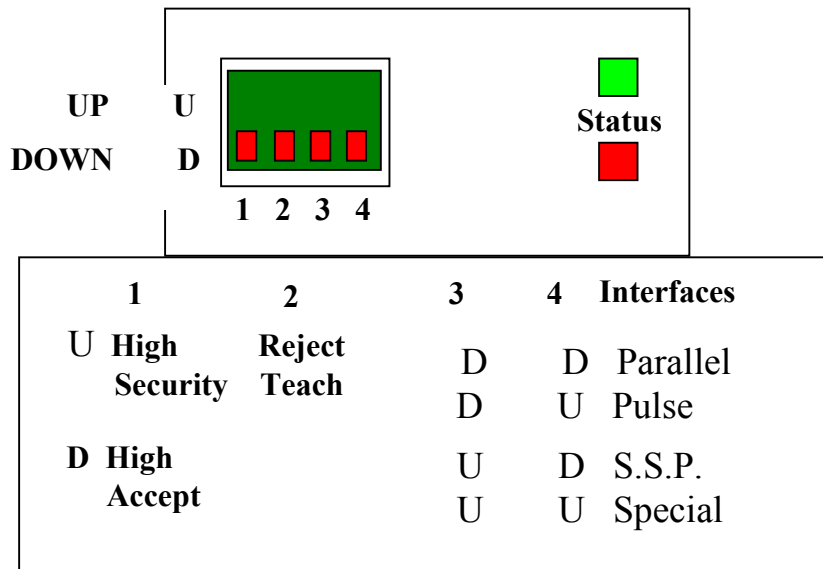 UP U
DOWN D
Status
1 2 3 4
1 2 3 4 Interfaces
U High Reject
Security Teach
D D Parallel
D U Pulse
D High
Accept
U D S.S.P.
U U Special